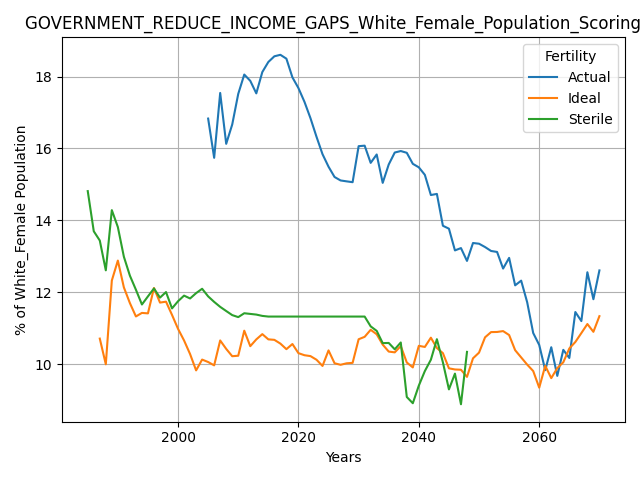 GOVERNMENT_REDUCE_INCOME_GAPS_White_Female_Population_Scoring
Fertility
Actual
Ideal
Sterile
% of White_Female Population
18
16
14
12
10
2000
2020
2040
2060
Years